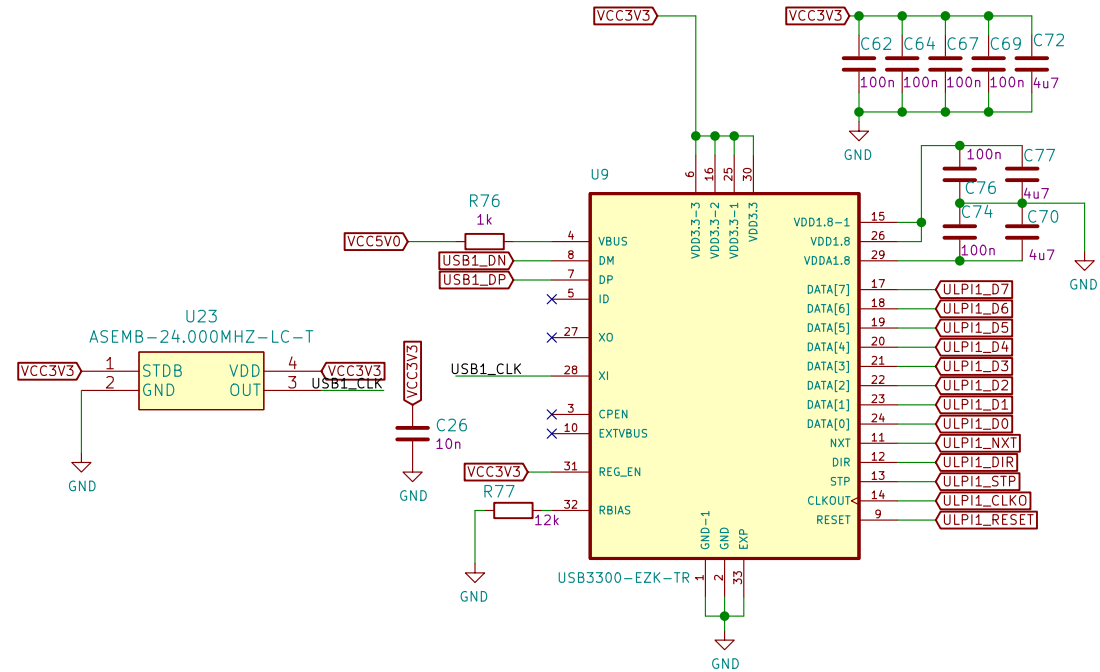 VCC3V3
VCC3V3
C62
C64
C67
C69
C72
100n
100n
100n
100n
4u7
GND
U9
6
16
25
30
VDD3.3-3
VDD3.3-2
VDD3.3-1
VDD3.3
100n
C77
C76
4u7
C74
C70
100n
4u7
GND
R76
1k
VCC5V0
4
VBUS
USB1_DN
8
DM
USB1_DP
7
DP
5
ID
27
XO
USB1_CLK
28
XI
3
CPEN
10
EXTVBUS
VCC3V3
31
REG_EN
R77
12k
32
RBIAS
GND
VDD1.8-1
15
VDD1.8
26
VDDA1.8
29
DATA[7]
17
ULPI1_D7
DATA[6]
18
ULPI1_D6
DATA[5]
19
ULPI1_D5
DATA[4]
20
ULPI1_D4
DATA[3]
21
ULPI1_D3
DATA[2]
22
ULPI1_D2
DATA[1]
23
ULPI1_D1
DATA[0]
24
ULPI1_D0
NXT
11
ULPI1_NXT
DIR
12
ULPI1_DIR
STP
13
ULPI1_STP
CLKOUT
14
ULPI1_CLKO
RESET
9
ULPI1_RESET
U23
ASEMB-24.000MHZ-LC-T
VCC3V3
1
STDB
VDD
4
VCC3V3
2
GND
OUT
3
USB1_CLK
GND
VCC3V3
C26
10n
GND
GND-1
GND
EXP
USB3300-EZK-TR
1
2
33
GND